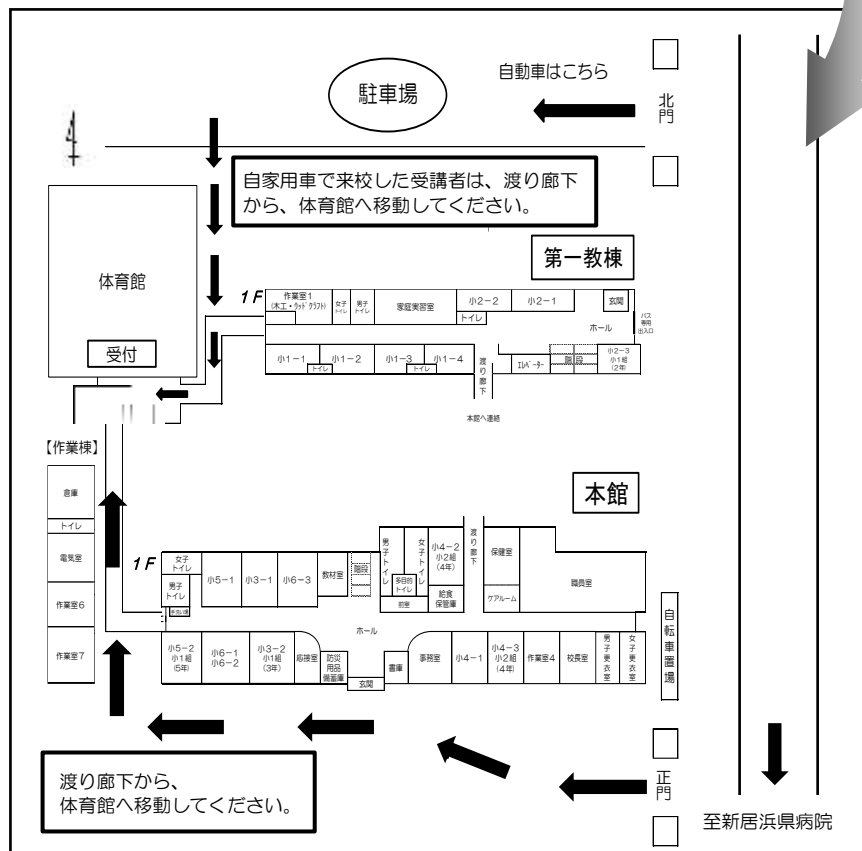 自動車はこちら
駐車場
北門
4
自家用車で来校した受講者は、渡り廊下
から、体育館へ移動してください。
第一教棟
体育館
受付
1F
作業室1
(木工・ウッドクラフト)
女子
トイレ
男子
トイレ
家庭実習室
小2-2
トイレ
小2-1
玄関
ホール
バス
専用
出入口
小1-1
小1-2
トイレ
小1-3
小1-4
トイレ
渡り廊下
エレベーター
階段
小2-3
小1組
(2年)
本館へ連絡
【作業棟】
倉庫
トイレ
電気室
作業室6
作業室7
本館
1F
女子
トイレ
男子
トイレ
手洗い場
小5-1
小3-1
小6-3
教材室
階段
男子トイレ
女子トイレ
多目的
トイレ
前室
小4-2
小2組
(4年)
給食
保管庫
渡り廊下
保健室
ケアルーム
職員室
ホール
小5-2
小1組
(5年)
小6-1
小6-2
小3-2
小1組
(3年)
応接室
防災
用品
備蓄庫
玄関
書庫
事務室
小4-1
小4-3
小2組
(4年)
作業室4
校長室
男子更衣室
女子更衣室
自転車置場
正門
渡り廊下から、
体育館へ移動してください。
至新居浜県病院